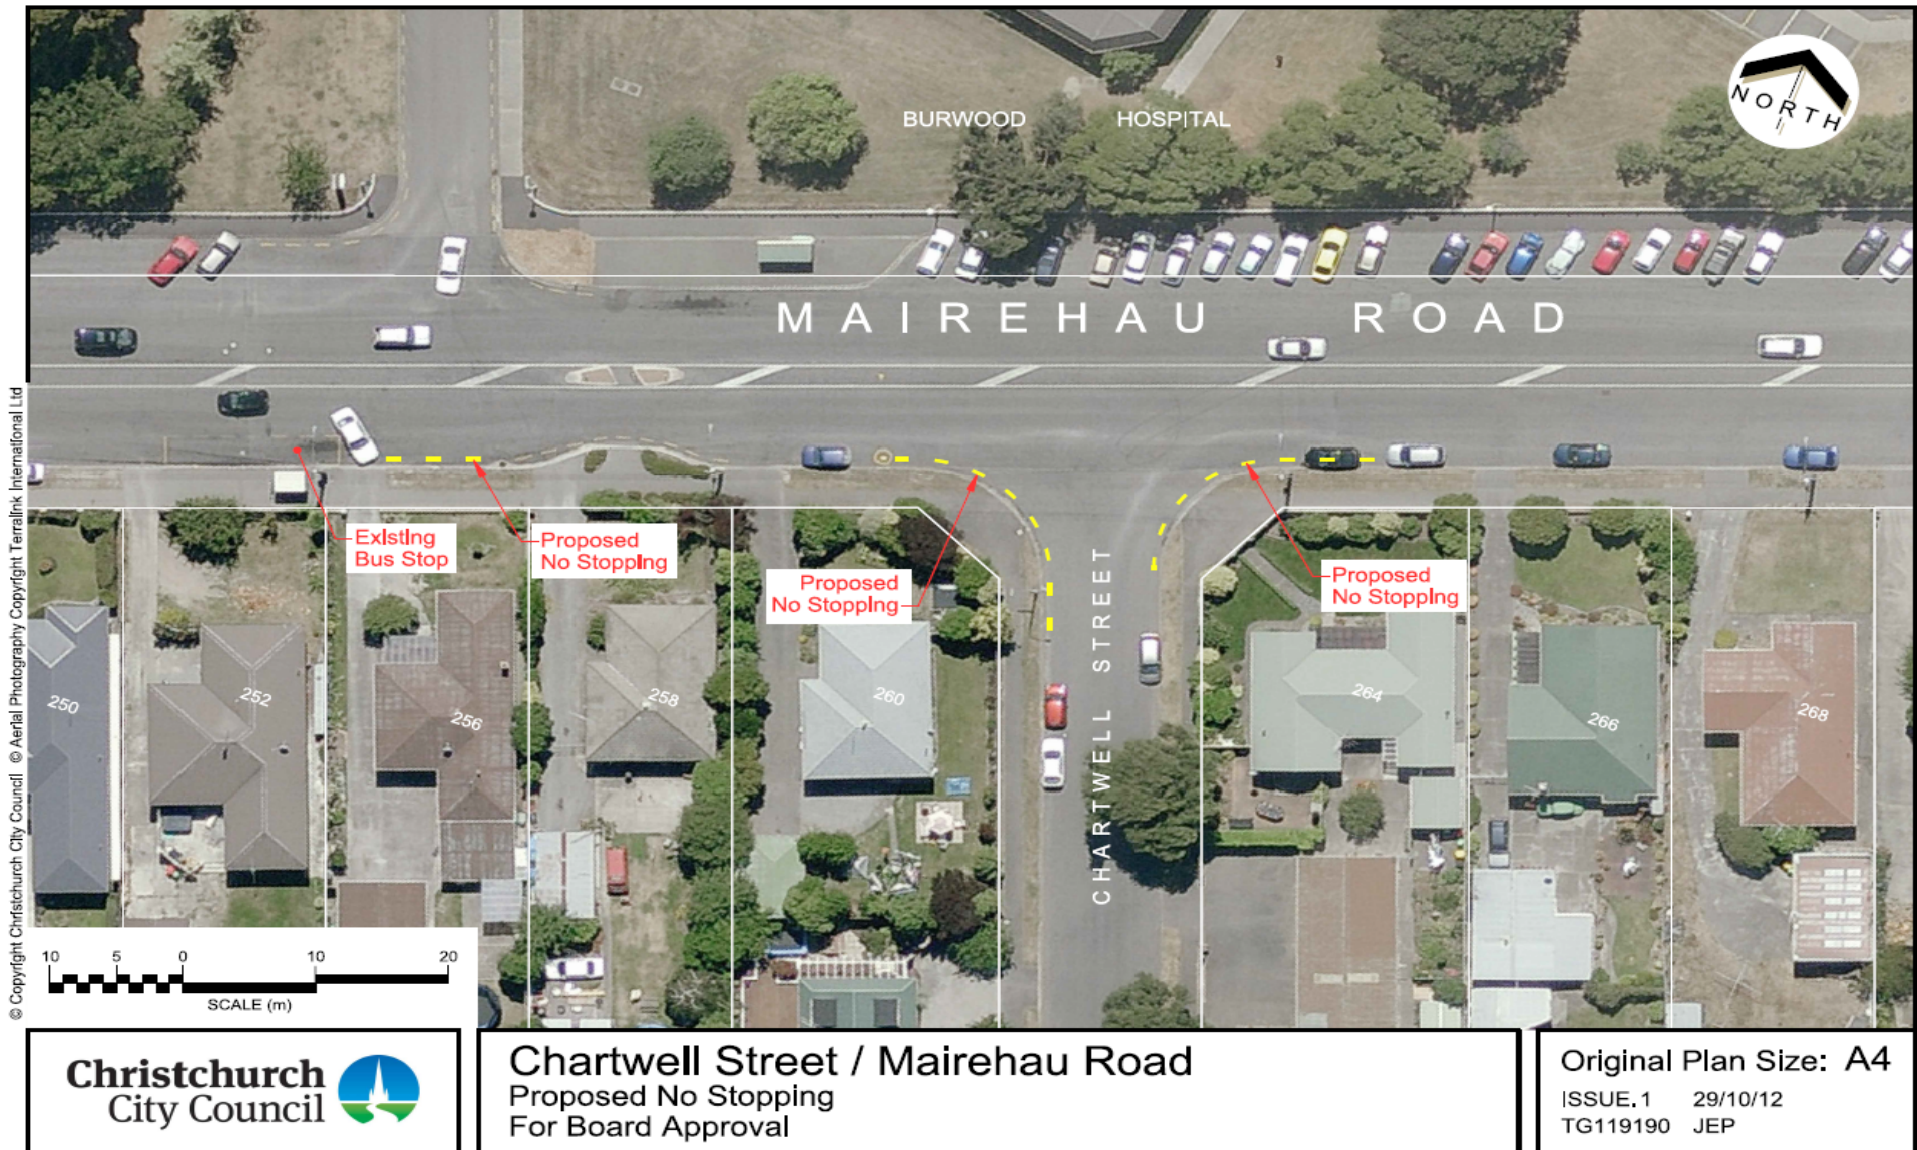 BURWOOD HOSPITAL
NORTH
MAIREHAU ROAD
Existing
Bus Stop
Proposed
No Stopping
Proposed
No Stopping
Proposed
No Stopping
CHARTWELL STREET
250
252
256
258
260
264
266
268
© Copyright Christchurch City Council © Aerial Photography Copyright Terralink International Ltd
10 5 0 10 20
SCALE (m)
Christchurch
City Council
Chartwell Street / Mairehau Road
Proposed No Stopping
For Board Approval
Original Plan Size: A4
ISSUE.1 29/10/12
TG119190 JEP